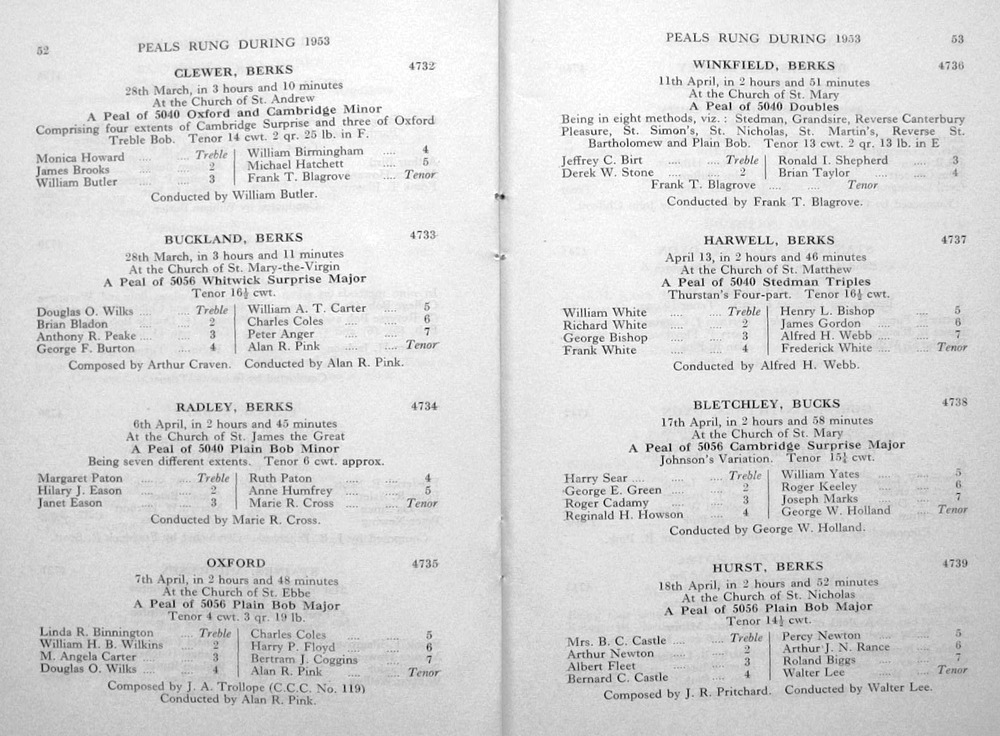 52 PEALS RUNG DURING 1953
CLEWER, BERKS 4732
28th March, in 3 hours and 10 minutes
At the Church of St. Andrew
A Peal of 5040 Oxford and Cambridge Minor
Comprising four extents of Cambridge Surprise and three of Oxford
Treble Bob. Tenor 14 cwt. 2 qr. 25 lb. in F.
Monica Howard .... .... Treble | William Birmingham .... 4
James Brooks .... .... 2 | Michael Hatchett .... 5
William Butler .... .... 3 | Frank T. Blagrove .... Tenor
Conducted by William Butler.
BUCKLAND, BERKS 4733
28th March, in 3 hours and 11 minutes
At the Church of St. Mary-the-Virgin
A Peal of 5056 Whitwick Surprise Major
Tenor 16½ cwt.
Douglas O. Wilks .... Treble | William A. T. Carter .... 5
Brian Bladon .... .... 2 | Charles Coles .... .... 6
Anthony R. Peake .... .... 3 | Peter Anger .... .... 7
George F. Burton .... 4 | Alan R. Pink .... .... Tenor
Composed by Arthur Craven. Conducted by Alan R. Pink.
RADLEY, BERKS 4734
6th April, in 2 hours and 45 minutes
At the Church of St. James the Great
A Peal of 5040 Plain Bob Minor
Being seven different extents. Tenor 6 cwt. approx.
Margaret Paton .... .... Treble | Ruth Paton .... .... 4
Hilary J. Eason .... .... 2 | Anne Humfrey .... .... 5
Janet Eason .... .... 3 | Marie R. Cross .... .... Tenor
Conducted by Marie R. Cross.
OXFORD 4735
7th April, in 2 hours and 48 minutes
At the Church of St. Ebbe
A Peal of 5056 Plain Bob Major
Tenor 4 cwt. 3 qr. 19 lb.
Linda R. Binnington .... Treble | Charles Coles .... .... 5
William H. B. Wilkins .... 2 | Harry P. Floyd .... .... 6
M. Angela Carter .... .... 3 | Bertram J. Coggins .... 7
Douglas O. Wilks .... .... 4 | Alan R. Pink .... .... Tenor
Composed by J. A. Trollope (C.C.C. No. 119)
Conducted by Alan R. Pink.
PEALS RUNG DURING 1953 53
WINKFIELD, BERKS 4736
11th April, in 2 hours and 51 minutes
At the Church of St. Mary
A Peal of 5040 Doubles
Being in eight methods, viz. : Stedman, Grandsire, Reverse Canterbury
Pleasure, St. Simon's, St. Nicholas, St. Martin's, Reverse St.
Bartholomew and Plain Bob. Tenor 13 cwt. 2 qr. 13 lb. in E
Jeffrey C. Birt .... .... Treble | Ronald I. Shepherd .... 3
Derek W. Stone .... .... 2 | Brian Taylor .... .... 4
Frank T. Blagrove .... .... Tenor
Conducted by Frank T. Blagrove.
HARWELL, BERKS 4737
April 13, in 2 hours and 46 minutes
At the Church of St. Matthew
A Peal of 5040 Stedman Triples
Thurstan's Four-part. Tenor 16½ cwt.
William White .... .... Treble | Henry L. Bishop .... 5
Richard White .... .... 2 | James Gordon .... .... 6
George Bishop .... .... 3 | Alfred H. Webb .... .... 7
Frank White .... .... 4 | Frederick White .... .... Tenor
Conducted by Alfred H. Webb.
BLETCHLEY, BUCKS 4738
17th April, in 2 hours and 58 minutes
At the Church of St. Mary
A Peal of 5056 Cambridge Surprise Major
Johnson's Variation. Tenor cwt.
Harry Sear .... .... Treble | William Yates .... .... 5
George E. Green .... .... 2 | Roger Keeley .... .... 6
Roger Cadamy .... .... 3 | Joseph Marks .... .... 7
Reginald H. Howson .... 4 | George W. Holland .... Tenor
Conducted by George W. Holland.
HURST, BERKS 4739
18th April, in 2 hours and 52 minutes
At the Church of St. Nicholas
A Peal of 5056 Plain Bob Major
Tenor 14½ cwt.
Mrs. B. C. Castle .... .... Treble | Percy Newton .... .... 5
Arthur Newton .... .... 2 | Arthur J. N. Rance .... 6
Albert Fleet .... .... 3 | Roland Biggs .... .... 7
Bernard C. Castle .... 4 | Walter Lee .... .... Tenor
Composed by J. R. Pritchard. Conducted by Walter Lee.